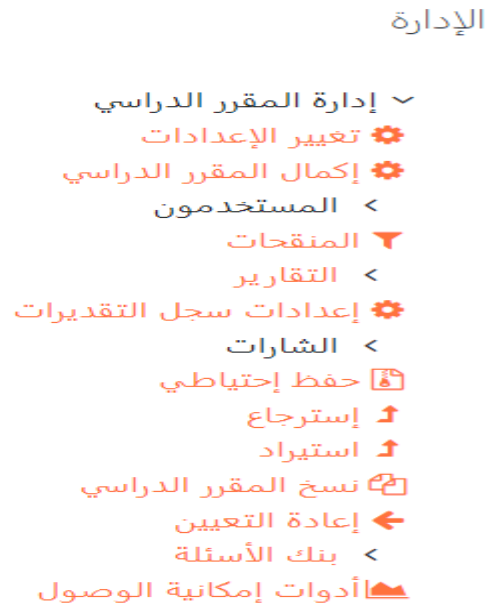 الإدارة
إدارة المقرر الدراسي
تغيير الإعدادات
إكمال المقرر الدراسي
المستخدمون
المنقحات
التقارير
إعدادات سجل التقديرات
الشارات
حفظ إحتياطي
إسترجاع
استيراد
نسخ المقرر الدراسي
إعادة التعيين
بنك الأسئلة
أدوات إمكانية الوصول